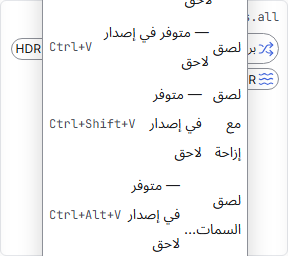 لاحق
s.all
HDR
بر
R
لصق — متوفر في إصدار Ctrl+V
لاحق
لصق — متوفر
مع في إصدار Ctrl+Shift+V
إزاحة لاحق
— متوفر
لصق في إصدار Ctrl+Alt+V
السمات... لاحق